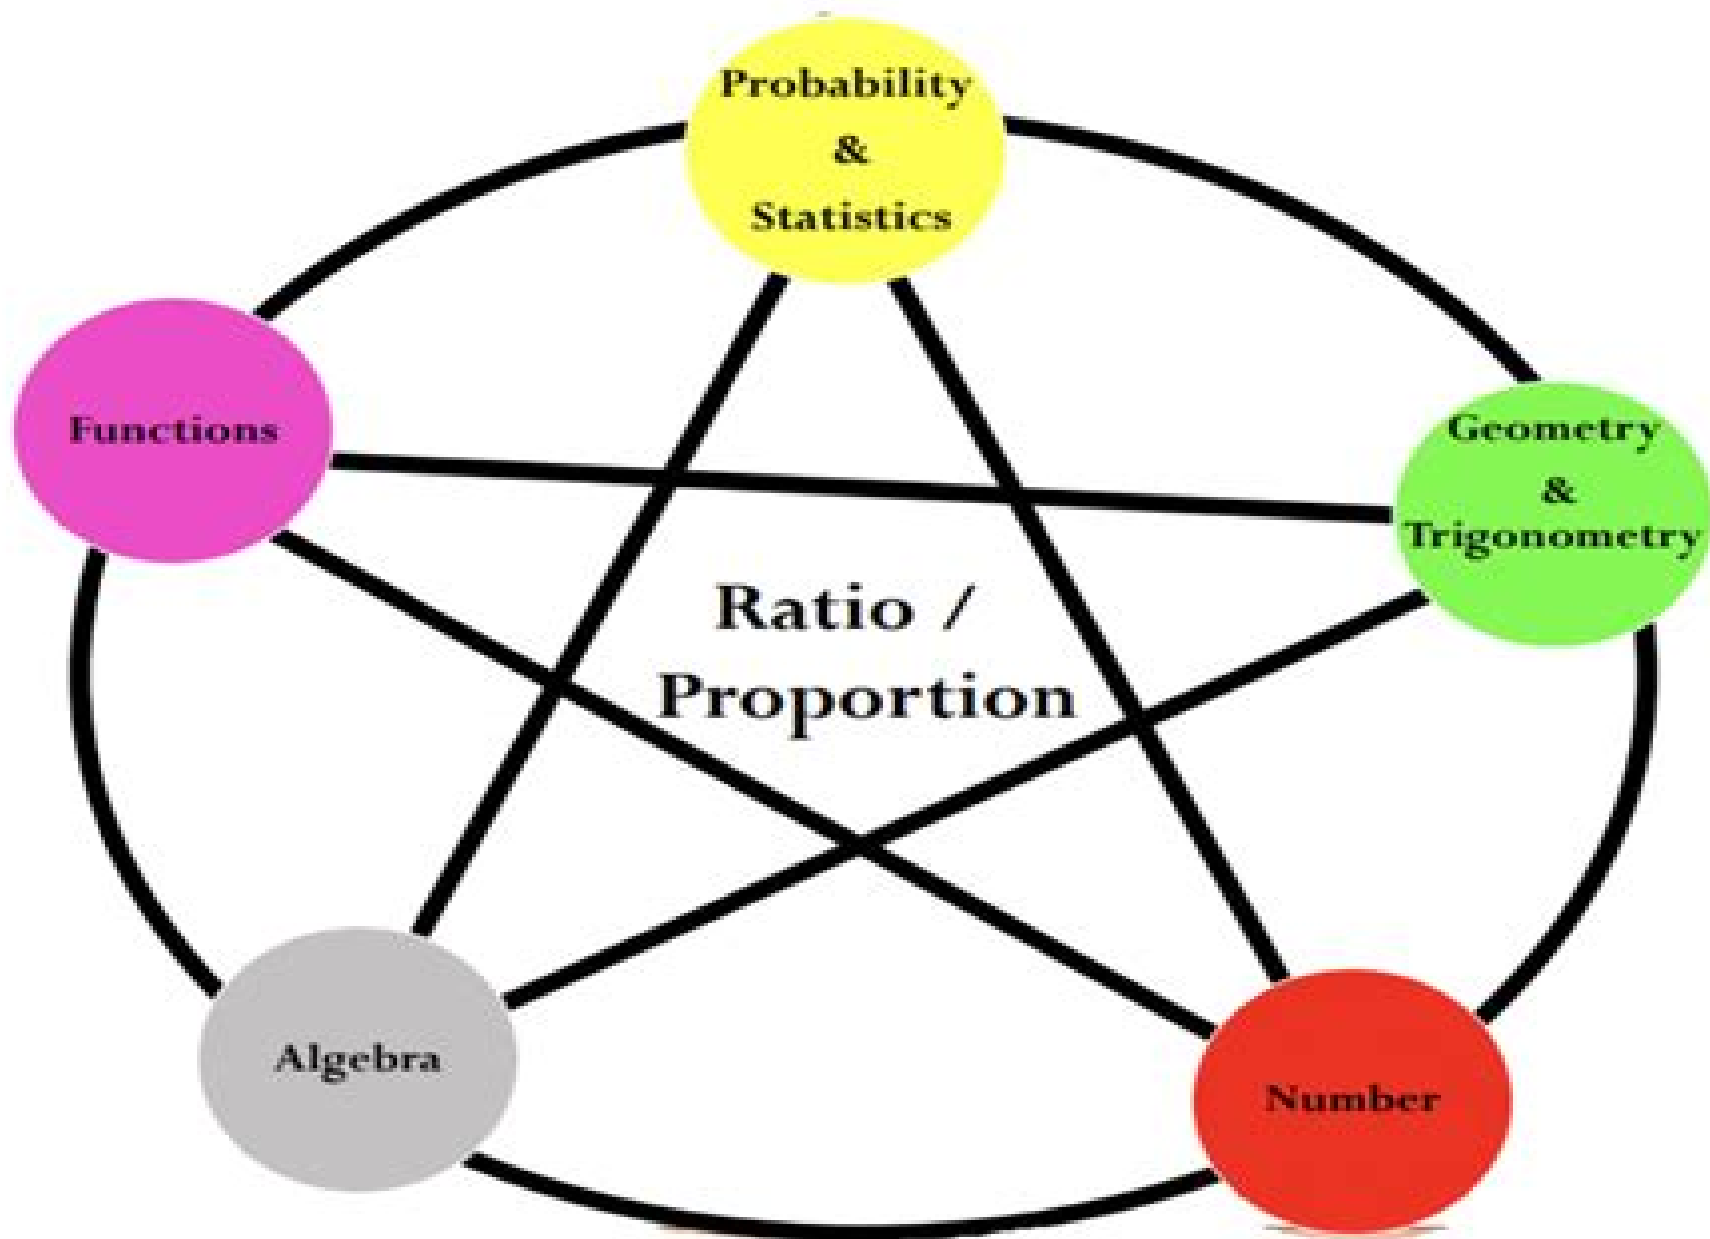 Probability
&
Statistics
Functions
Geometry
&
Trigonometry
Ratio /
Proportion
Algebra
Number